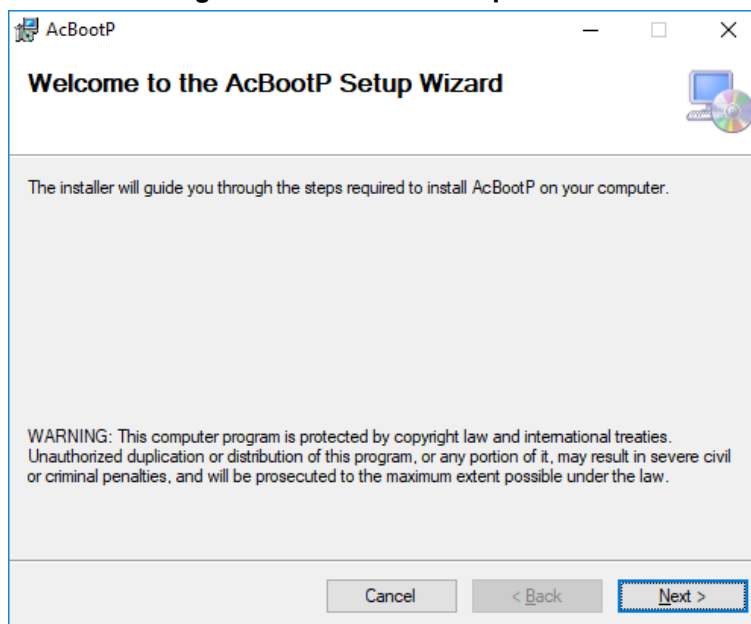 AcBootP
Welcome to the AcBootP Setup Wizard
The installer will guide you through the steps required to install AcBootP on your computer.
WARNING: This computer program is protected by copyright law and international treaties.
Unauthorized duplication or distribution of this program, or any portion of it, may result in severe civil
or criminal penalties, and will be prosecuted to the maximum extent possible under the law.
Cancel
< Back
Next >